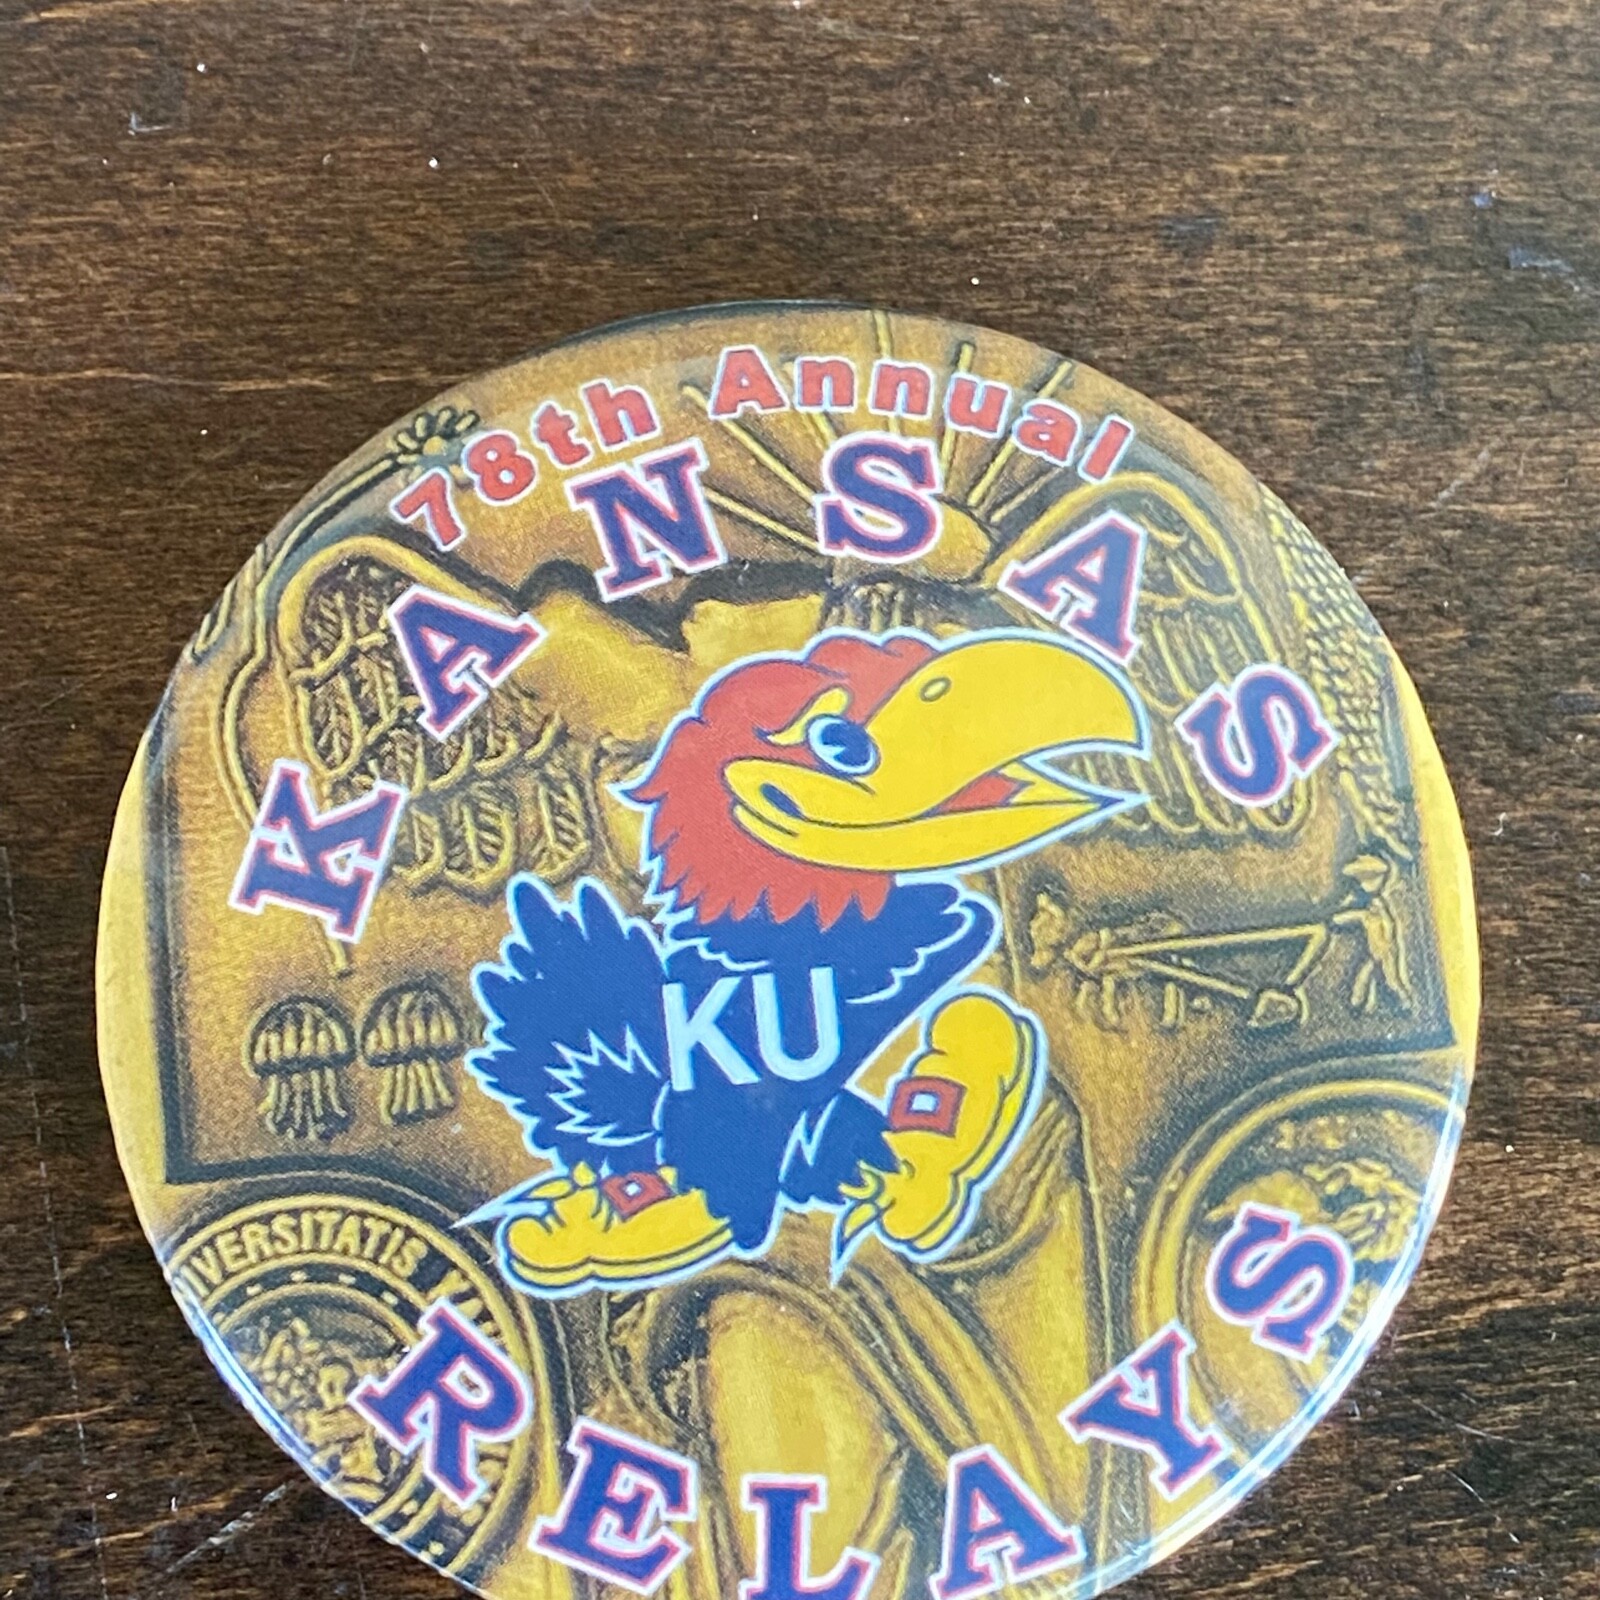 78th Annual
KANSAS
KU
RELAYS